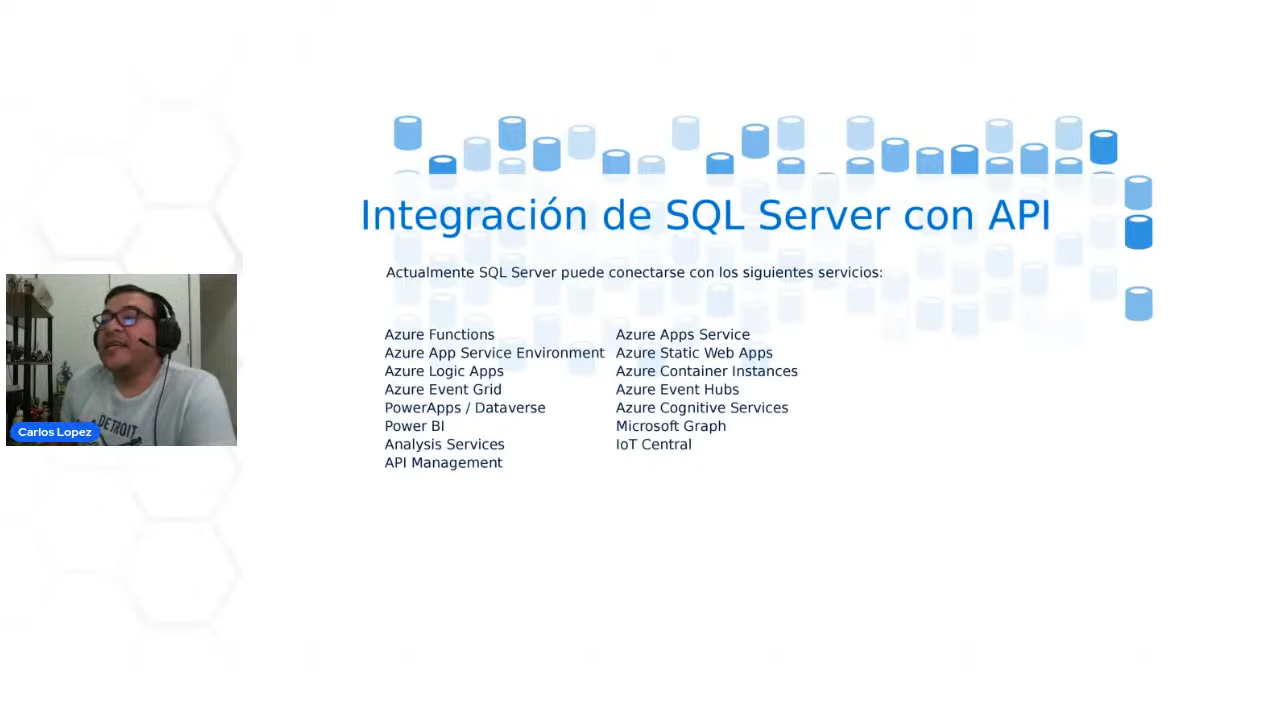 Integración de SQL Server con API
Actualmente SQL Server puede conectarse con los siguientes servicios:
Azure Functions
Azure App Service Environment
Azure Logic Apps
Azure Event Grid
PowerApps / Dataverse
Power BI
Analysis Services
API Management
Azure Apps Service
Azure Static Web Apps
Azure Container Instances
Azure Event Hubs
Azure Cognitive Services
Microsoft Graph
IoT Central
DETROIT
Carlos Lopez